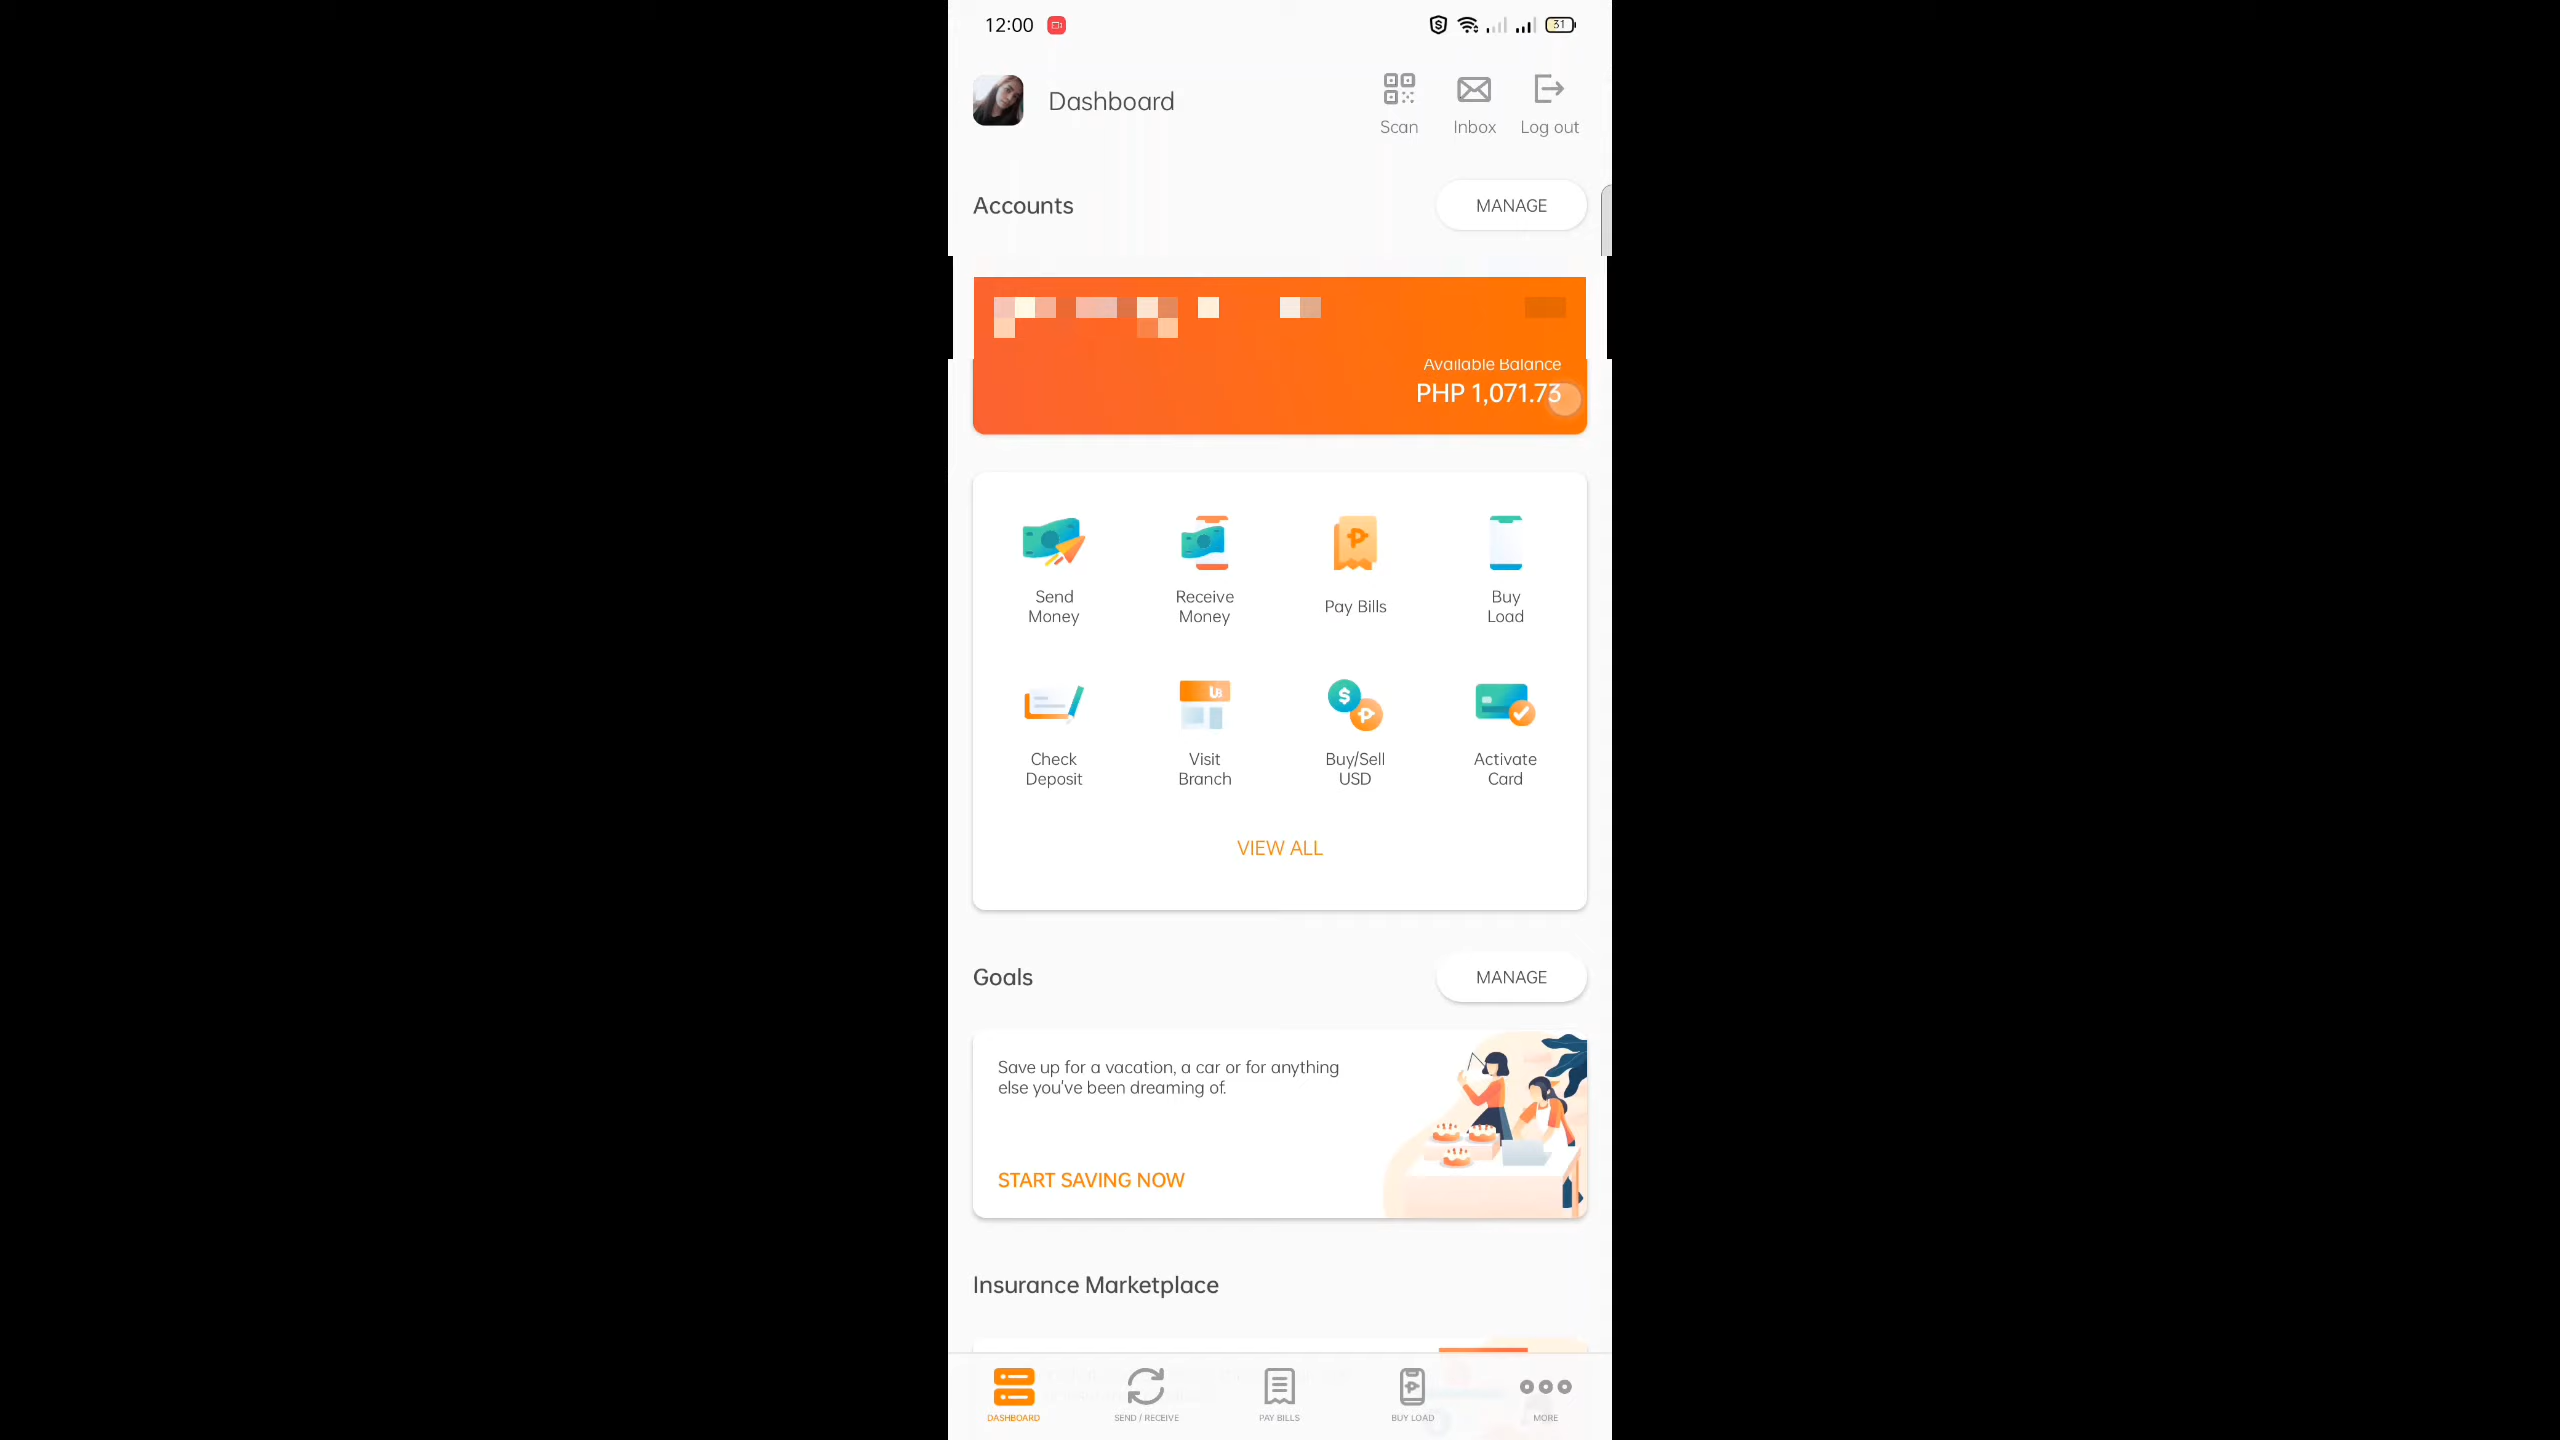 12:00
31
Dashboard
Scan
Inbox
Log out
Accounts
MANAGE
Available Balance
PHP 1,071.73
Send
Money
Receive
Money
Pay Bills
Buy
Load
UB
Check
Deposit
Visit
Branch
Buy/Sell
USD
Activate
Card
VIEW ALL
Goals
MANAGE
Save up for a vacation, a car or for anything
else you've been dreaming of.
START SAVING NOW
Insurance Marketplace
DASHBOARD
SEND / RECEIVE
PAY BILLS
BUY LOAD
MORE